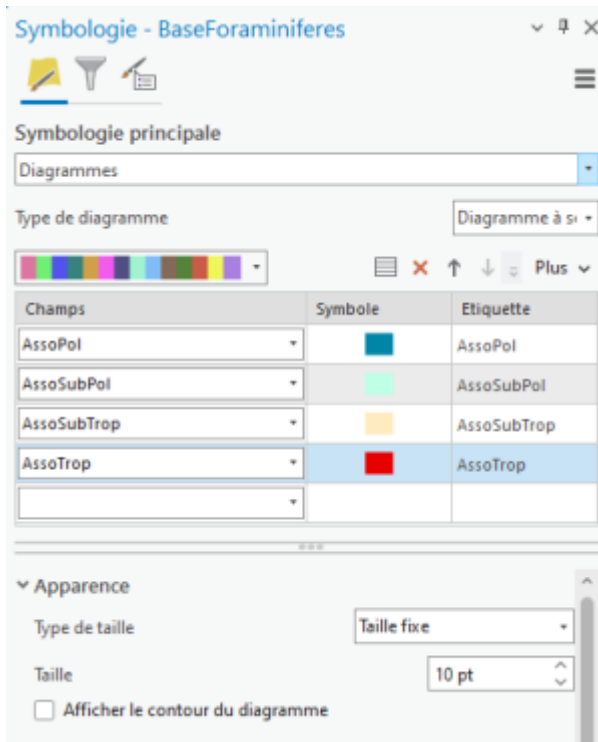 Symbologie - BaseForaminiferes
Symbologie principale
Diagrammes
Type de diagramme Diagramme à
Plus
Champs Symbole Etiquette
AssoPol AssoPol
AssoSubPol AssoSubPol
AssoSubTrop AssoSubTrop
AssoTrop AssoTrop
Apparence
Type de taille Taille fixe
Taille 10 pt
Afficher le contour du diagramme